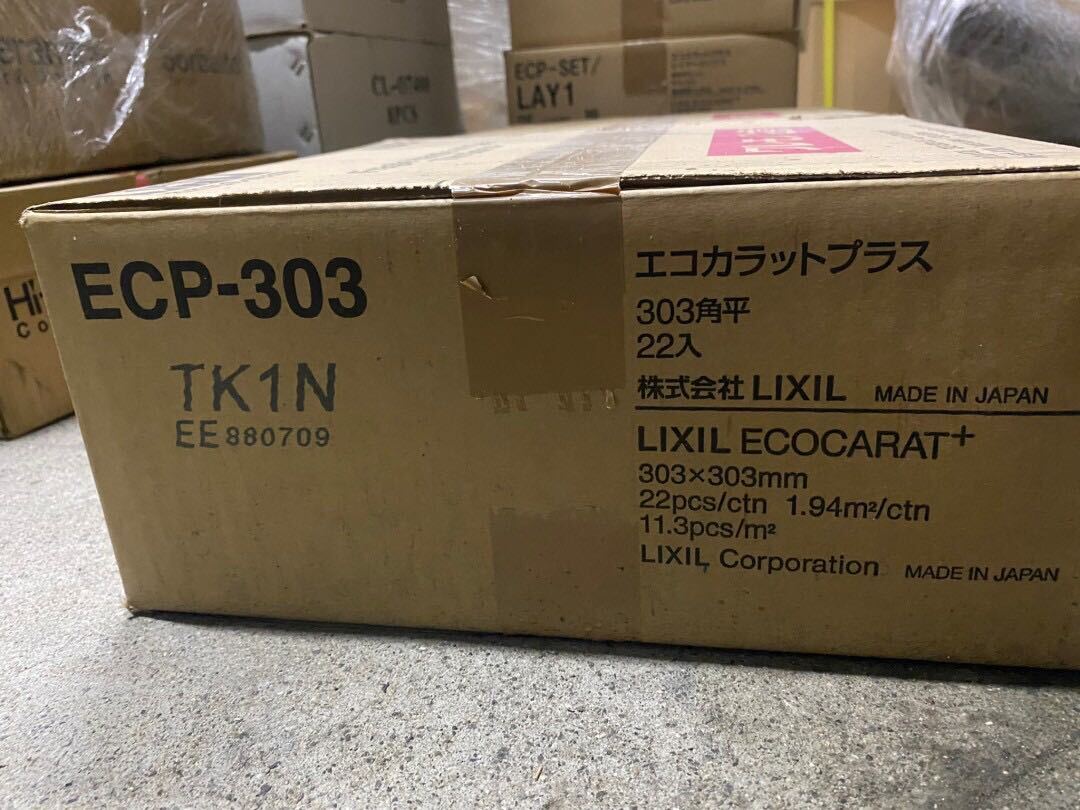 ECP-SET/
LAY1
ECP-303
TK1N
EE 880709
エコカラットプラス
303角平
22入
株式会社 LIXIL MADE IN JAPAN
LIXIL ECOCARAT+
303×303mm
22pcs/ctn 1.94m²/ctn
11.3pcs/m²
LIXIL Corporation MADE IN JAPAN